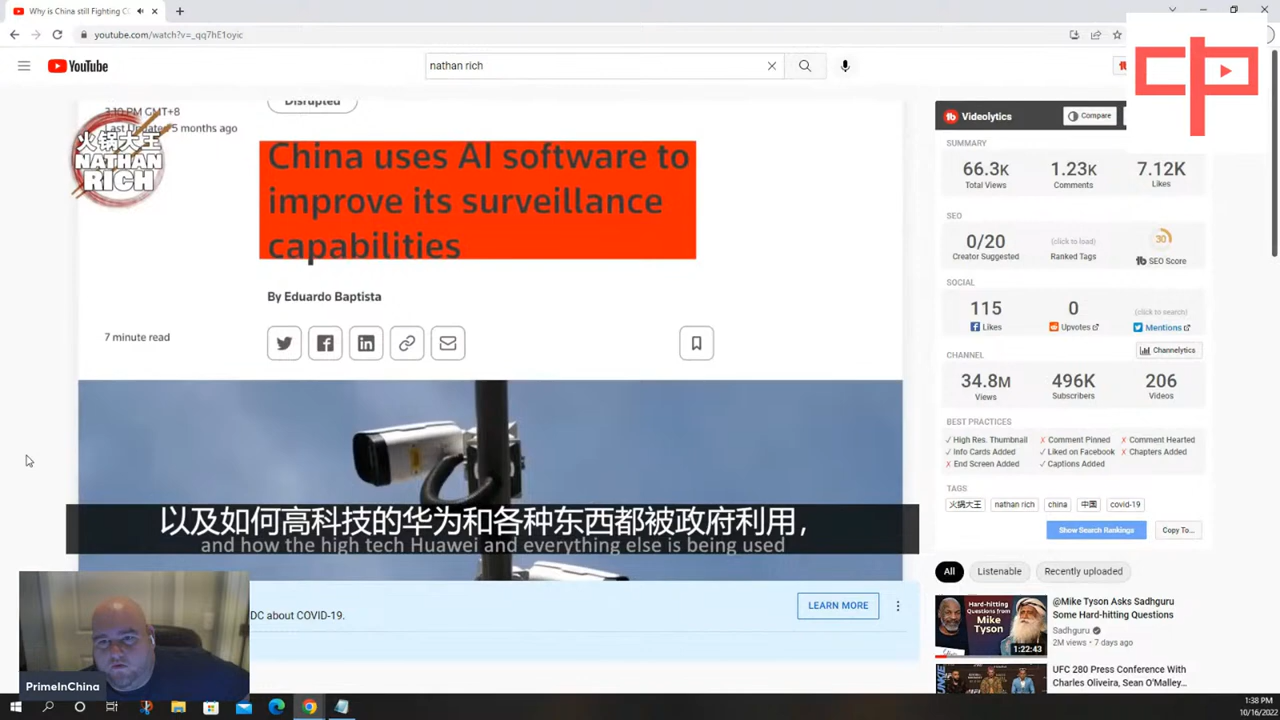 Why is China still Fighting C
youtube.com/watch?v=_qq7hE1oyic
YouTube
nathan rich
3:10 PM GMT+8
Last Updated 5 months ago
火锅大王
NATHAN
RICH
Disrupted
China uses AI software to
improve its surveillance
capabilities
By Eduardo Baptista
7 minute read
以及如何高科技的华为和各种东西都被政府利用，
and how the high tech Huawei and everything else is being used
DC about COVID-19.
LEARN MORE
PrimeInChina
Videolytics
Compare
SUMMARY
66.3K
1.23K
7.12K
Total Views
Comments
Likes
SEO
0/20
(click to load)
30
Creator Suggested
Ranked Tags
SEO Score
SOCIAL
115
0
(click to search)
Likes
Upvotes
Mentions
Channelytics
CHANNEL
34.8M
496K
206
Views
Subscribers
Videos
BEST PRACTICES
✓ High Res. Thumbnail
✗ Comment Pinned
✗ Comment Hearted
✓ Info Cards Added
✓ Liked on Facebook
✗ Chapters Added
✗ End Screen Added
✓ Captions Added
TAGS
火锅大王
nathan rich
china
中国
covid-19
Show Search Rankings
Copy To...
All
Listenable
Recently uploaded
Hard-hitting
Questions from
Mike
Tyson
1:22:43
@Mike Tyson Asks Sadhguru
Some Hard-hitting Questions
Sadhguru
2M views • 7 days ago
UFC 280 Press Conference With
Charles Oliveira, Sean O'Malley...
1:38 PM
10/16/2022